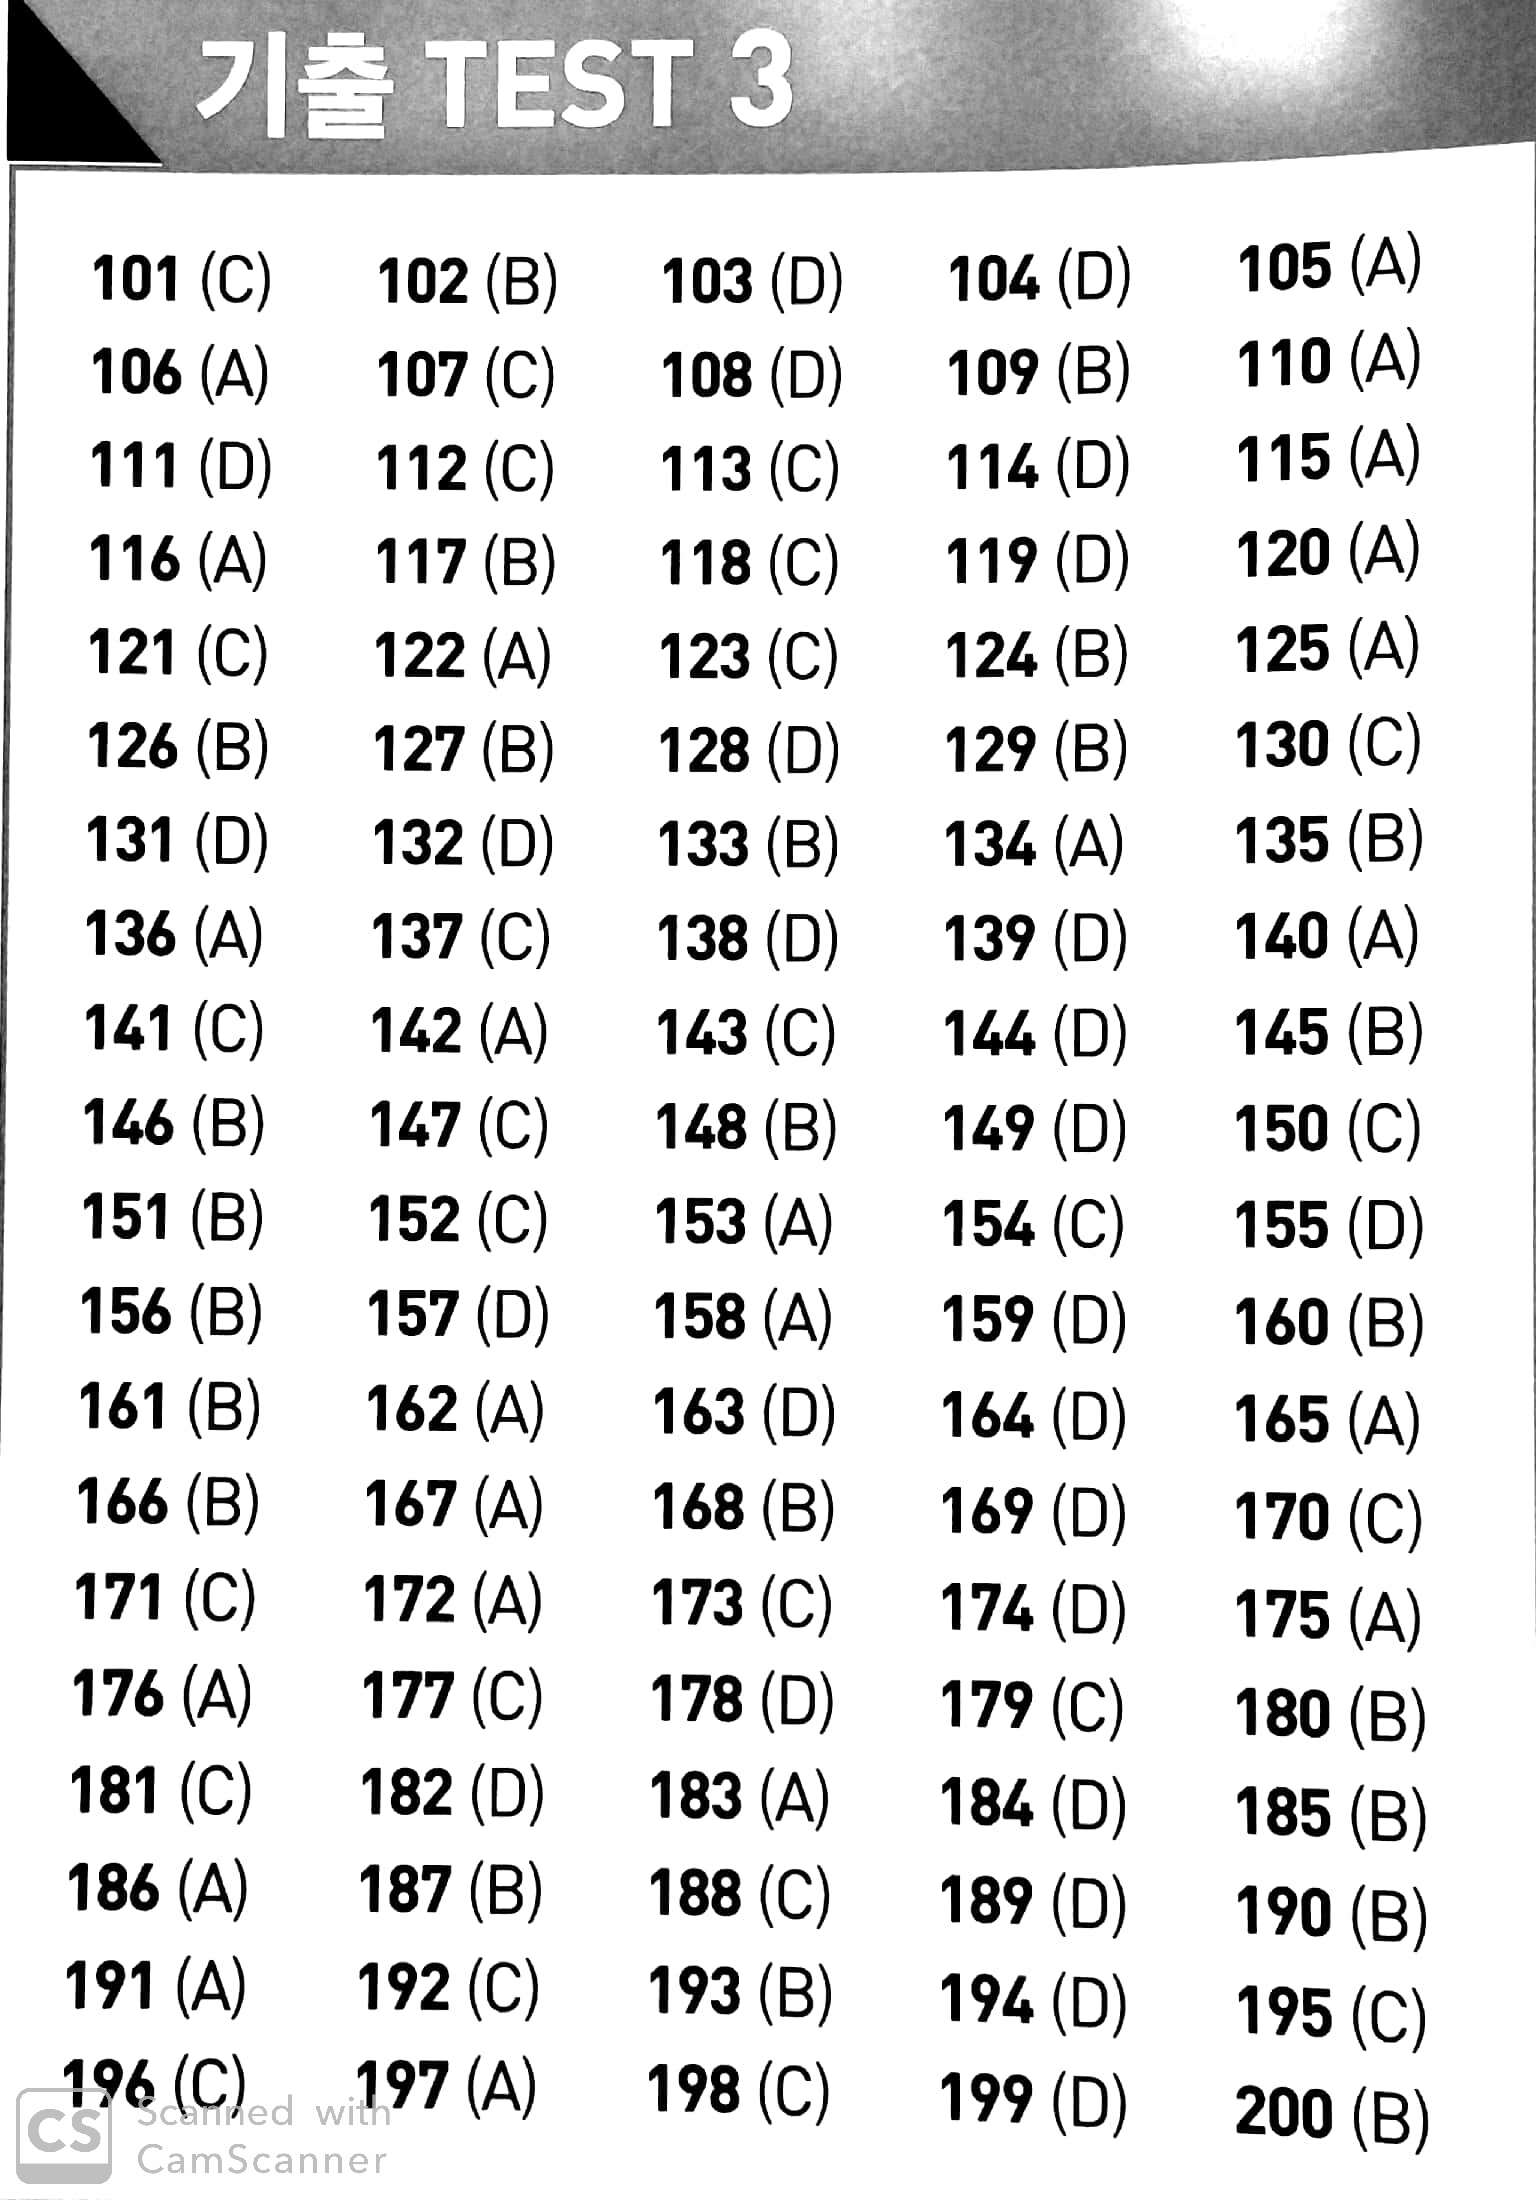 기출 TEST 3
101 (C) 102 (B) 103 (D) 104 (D) 105 (A)
106 (A) 107 (C) 108 (D) 109 (B) 110 (A)
111 (D) 112 (C) 113 (C) 114 (D) 115 (A)
116 (A) 117 (B) 118 (C) 119 (D) 120 (A)
121 (C) 122 (A) 123 (C) 124 (B) 125 (A)
126 (B) 127 (B) 128 (D) 129 (B) 130 (C)
131 (D) 132 (D) 133 (B) 134 (A) 135 (B)
136 (A) 137 (C) 138 (D) 139 (D) 140 (A)
141 (C) 142 (A) 143 (C) 144 (D) 145 (B)
146 (B) 147 (C) 148 (B) 149 (D) 150 (C)
151 (B) 152 (C) 153 (A) 154 (C) 155 (D)
156 (B) 157 (D) 158 (A) 159 (D) 160 (B)
161 (B) 162 (A) 163 (D) 164 (D) 165 (A)
166 (B) 167 (A) 168 (B) 169 (D) 170 (C)
171 (C) 172 (A) 173 (C) 174 (D) 175 (A)
176 (A) 177 (C) 178 (D) 179 (C) 180 (B)
181 (C) 182 (D) 183 (A) 184 (D) 185 (B)
186 (A) 187 (B) 188 (C) 189 (D) 190 (B)
191 (A) 192 (C) 193 (B) 194 (D) 195 (C)
196 (C) 197 (A) 198 (C) 199 (D) 200 (B)
CS Scanned with
CamScanner